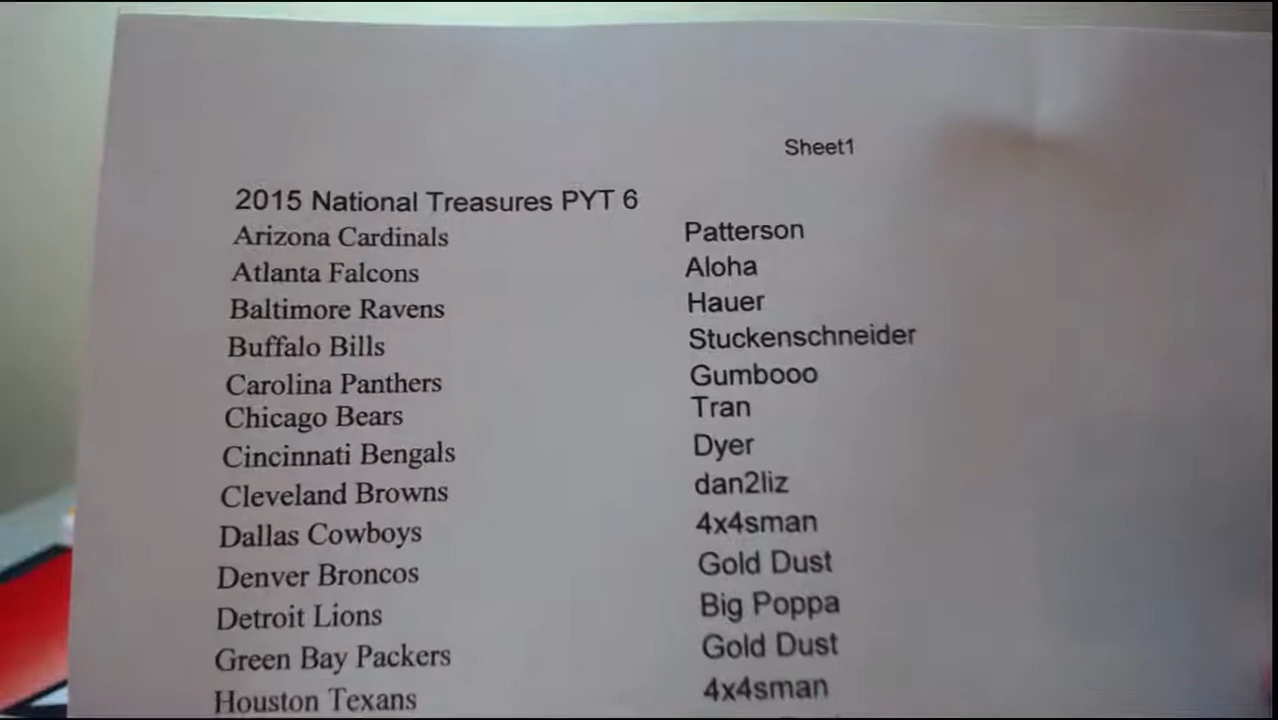 Sheet1
2015 National Treasures PYT 6
Arizona Cardinals Patterson
Atlanta Falcons Aloha
Baltimore Ravens Hauer
Buffalo Bills Stuckenschneider
Carolina Panthers Gumbooo
Chicago Bears Tran
Cincinnati Bengals Dyer
Cleveland Browns dan2liz
Dallas Cowboys 4x4sman
Denver Broncos Gold Dust
Detroit Lions Big Poppa
Green Bay Packers Gold Dust
Houston Texans 4x4sman